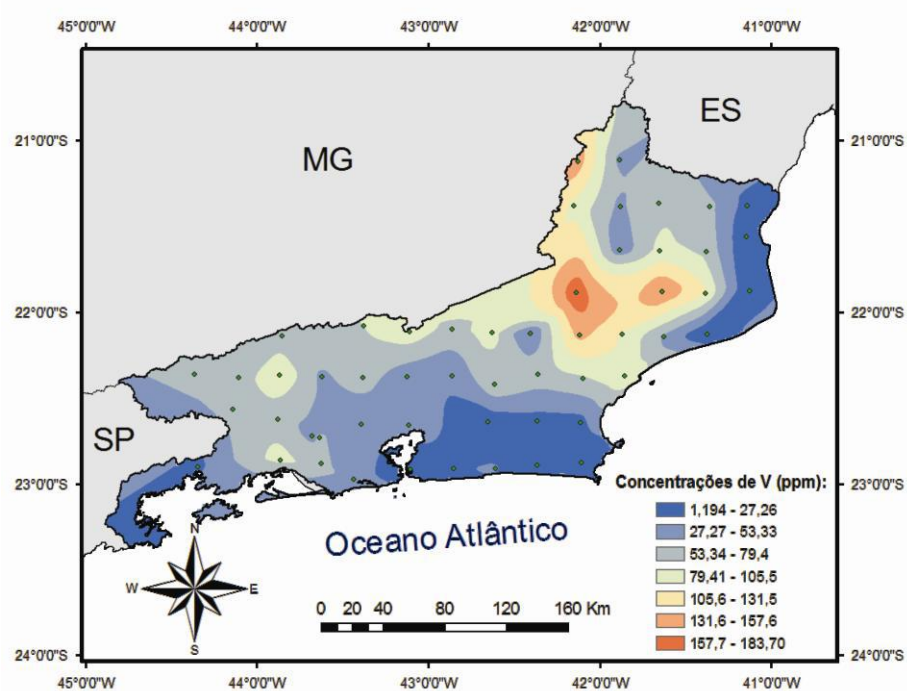 45°0'0"W 44°0'0"W 43°0'0"W 42°0'0"W 41°0'0"W
ES
21°0'0"S 21°0'0"S
MG
22°0'0"S 22°0'0"S
SP
23°0'0"S 23°0'0"S
Concentrações de V (ppm):
1,194 - 27,26
27,27 - 53,33
53,34 - 79,4
79,41 - 105,5
105,6 - 131,5
131,6 - 157,6
157,7 - 183,70
Oceano Atlântico
N
W E
S
0 20 40 80 120 160 Km
24°0'0"S 24°0'0"S
45°0'0"W 44°0'0"W 43°0'0"W 42°0'0"W 41°0'0"W